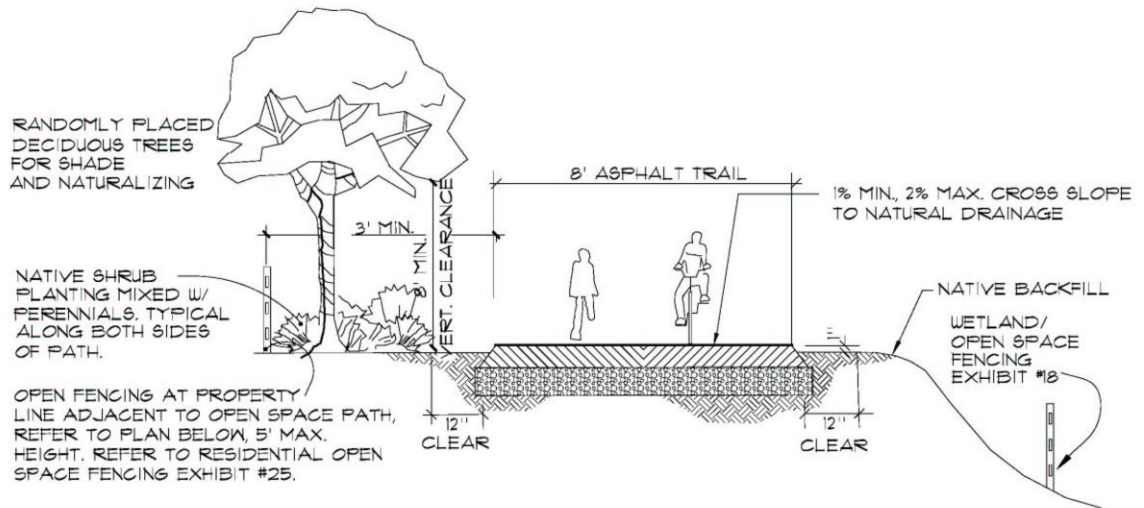 RANDOMLY PLACED
DECIDUOUS TREES
FOR SHADE
AND NATURALIZING
8' ASPHALT TRAIL
1% MIN., 2% MAX. CROSS SLOPE
TO NATURAL DRAINAGE
3' MIN.
8' MIN.
VERT. CLEARANCE
NATIVE SHRUB
PLANTING MIXED W/
PERENNIALS. TYPICAL
ALONG BOTH SIDES
OF PATH.
NATIVE BACKFILL
WETLAND/
OPEN SPACE
FENCING
EXHIBIT #18
1"
OPEN FENCING AT PROPERTY
LINE ADJACENT TO OPEN SPACE PATH,
REFER TO PLAN BELOW, 5' MAX.
HEIGHT. REFER TO RESIDENTIAL OPEN
SPACE FENCING EXHIBIT #25.
12"
CLEAR
12"
CLEAR